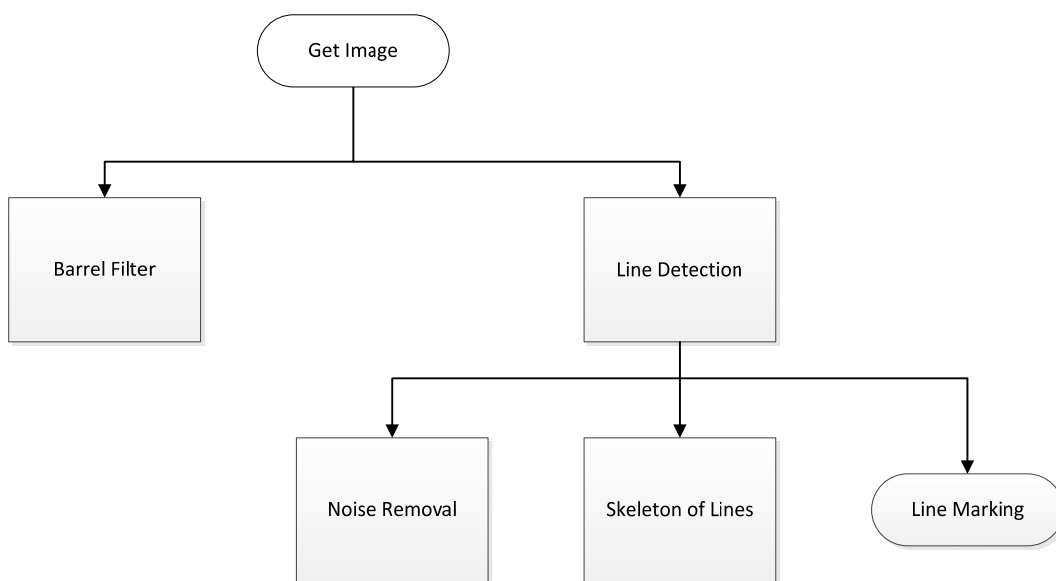 Get Image
Barrel Filter
Line Detection
Noise Removal
Skeleton of Lines
Line Marking